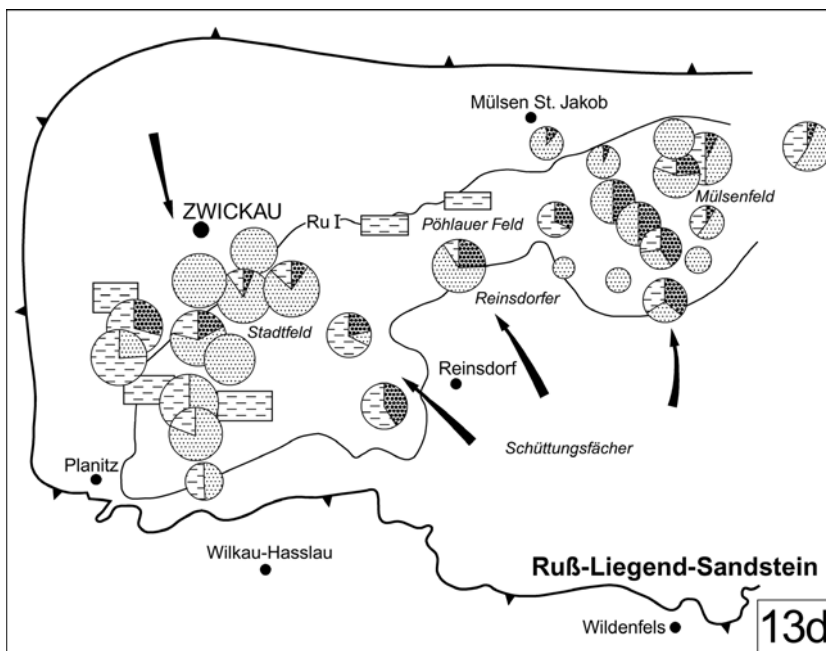 Mülsen St. Jakob
ZWICKAU
Mülsenfeld
Ru I
Pöhlauer Feld
Reinsdorfer
Stadtfeld
Reinsdorf
Schüttungsfächer
Planitz
Wilkau-Hasslau
Ruß-Liegend-Sandstein
Wildenfels
13d